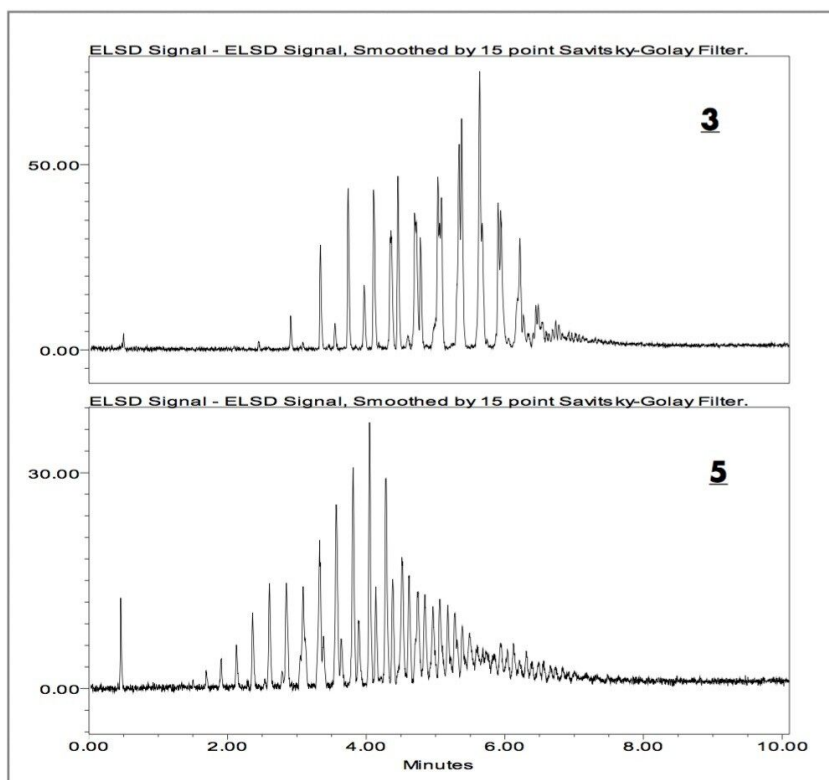 ELSD Signal - ELSD Signal, Smoothed by 15 point Savitsky-Golay Filter.
3
50.00
0.00
ELSD Signal - ELSD Signal, Smoothed by 15 point Savitsky-Golay Filter.
5
30.00
0.00
0.00 2.00 4.00 6.00 8.00 10.00
Minutes